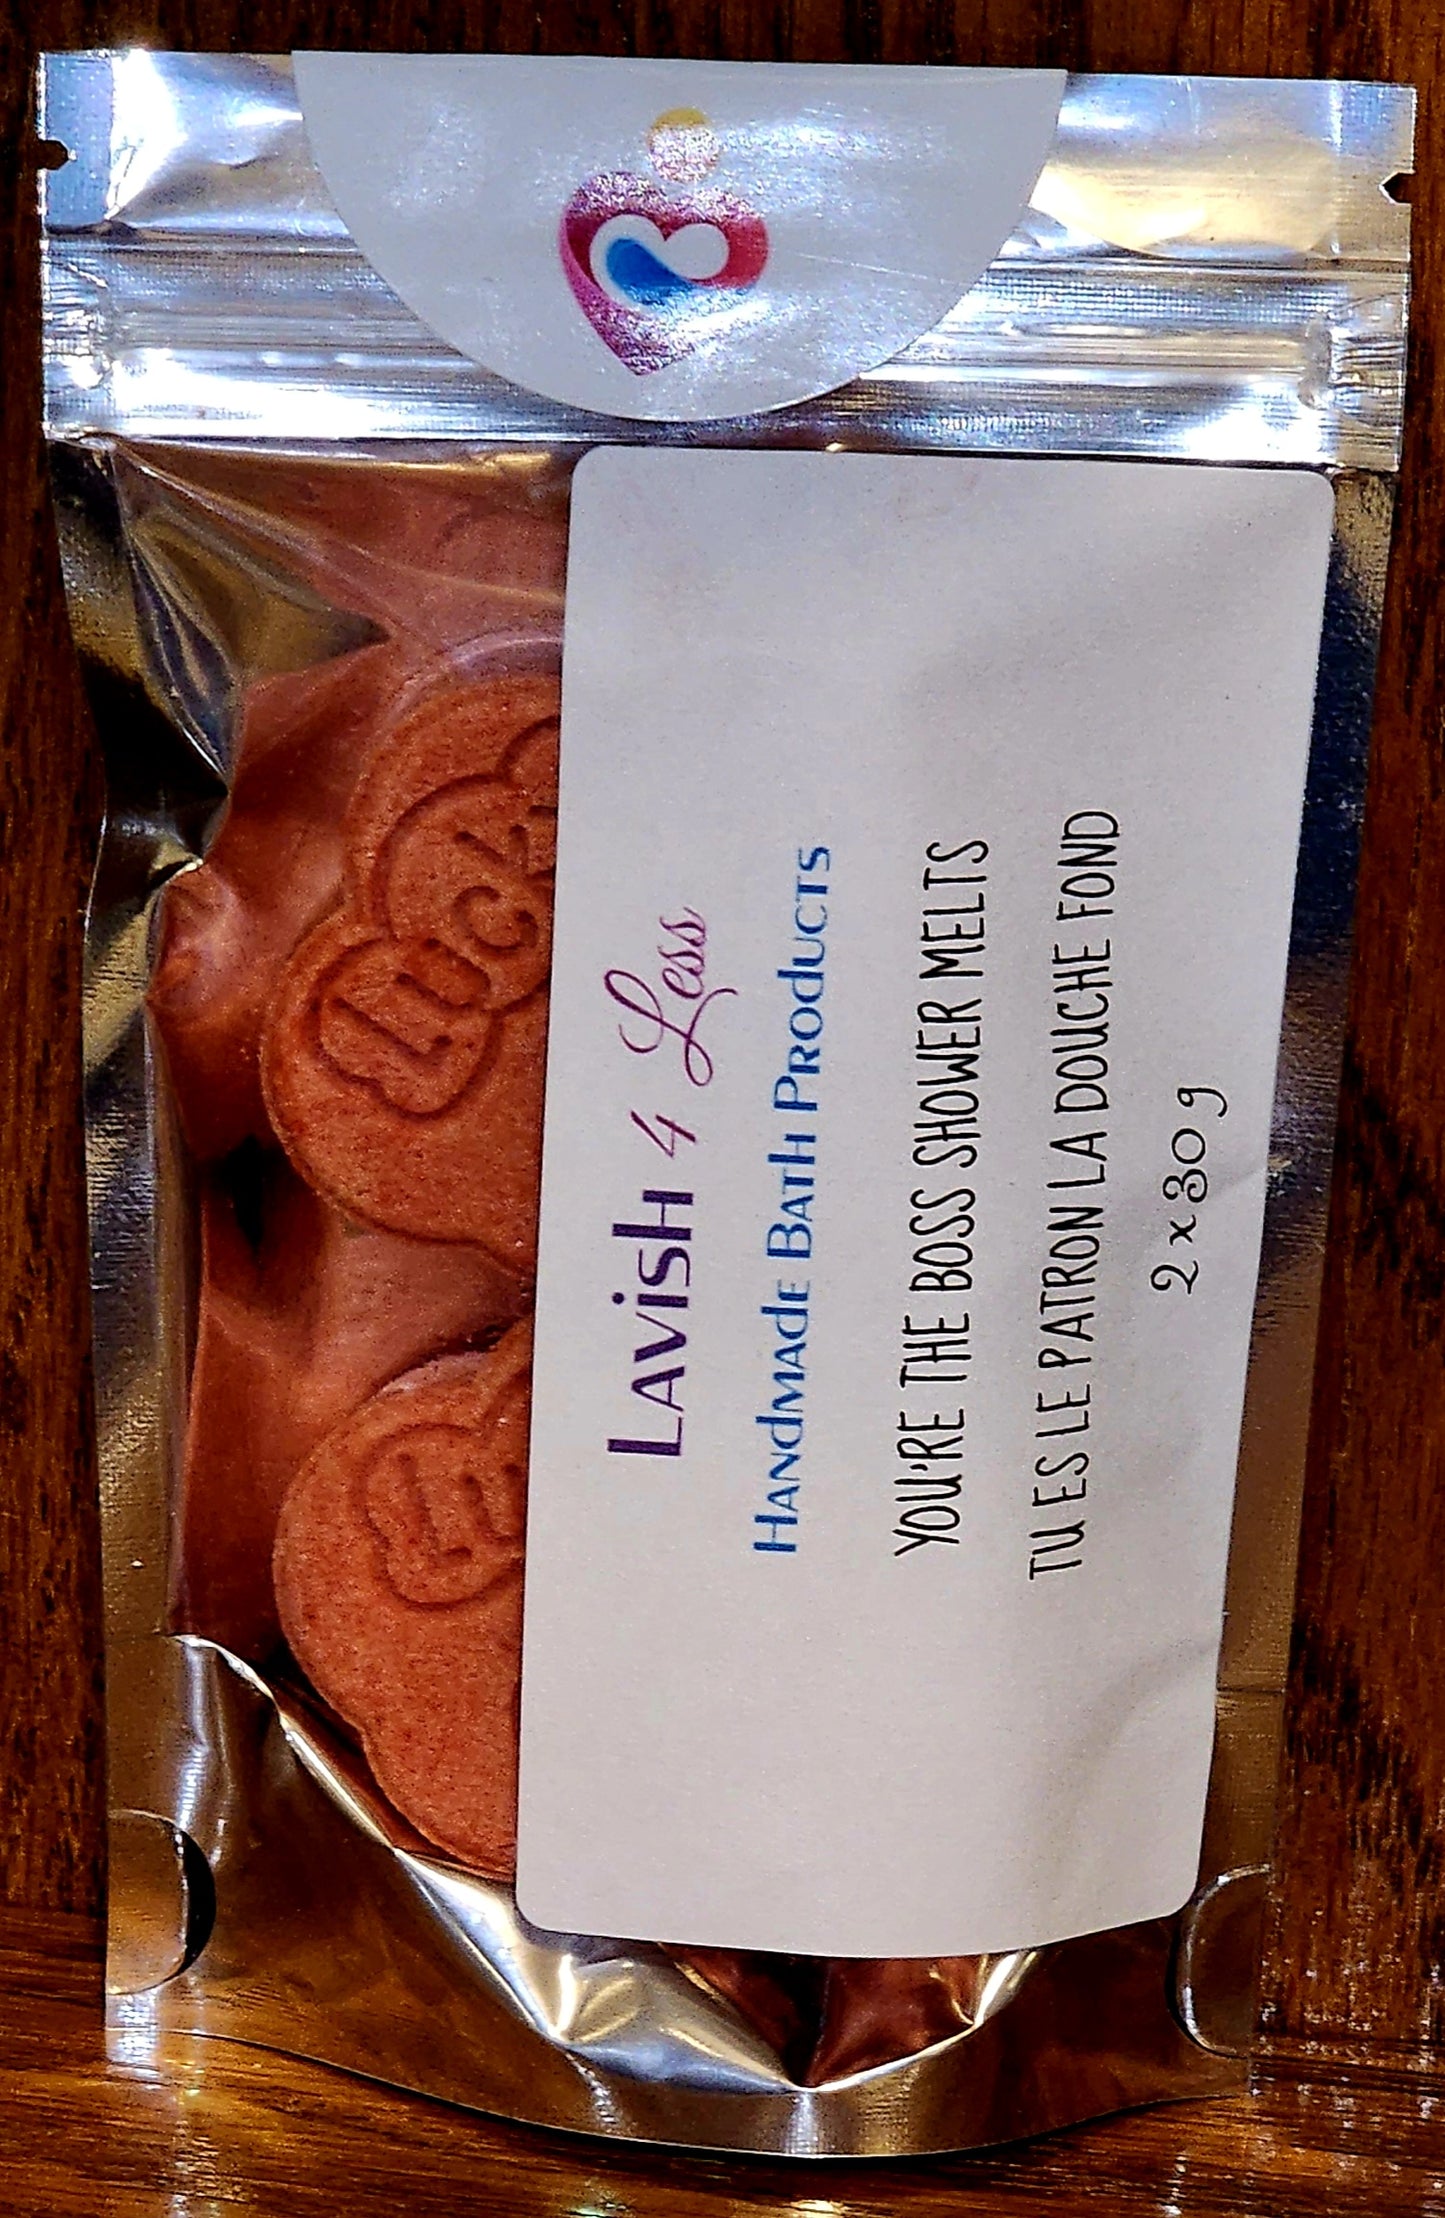 Lavish 4 Less
Handmade Bath Products
YOU'RE THE BOSS SHOWER MELTS
TU ES LE PATRON LA DOUCHE FOND
2 x 30 g